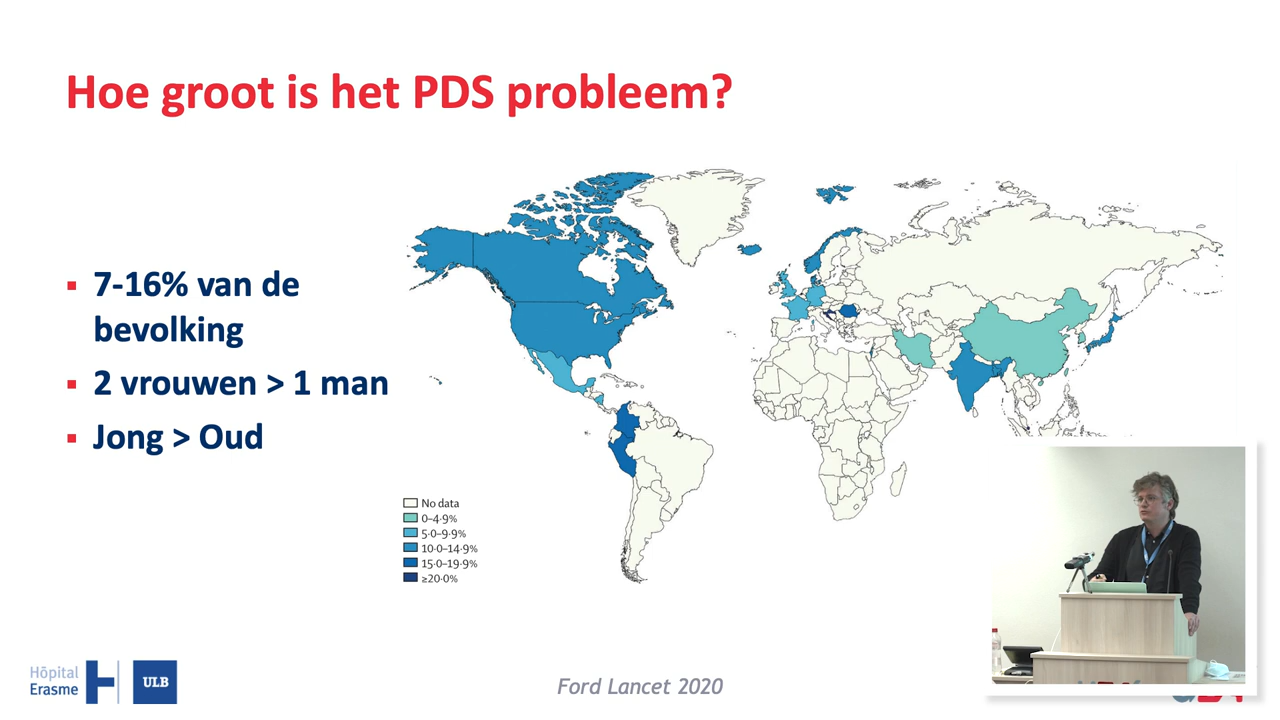 Hoe groot is het PDS probleem?
7-16% van de
bevolking
2 vrouwen > 1 man
Jong > Oud
No data
0–4·9%
5·0–9·9%
10·0–14·9%
15·0–19·9%
≥20·0%
Hôpital
Erasme
ULB
Ford Lancet 2020